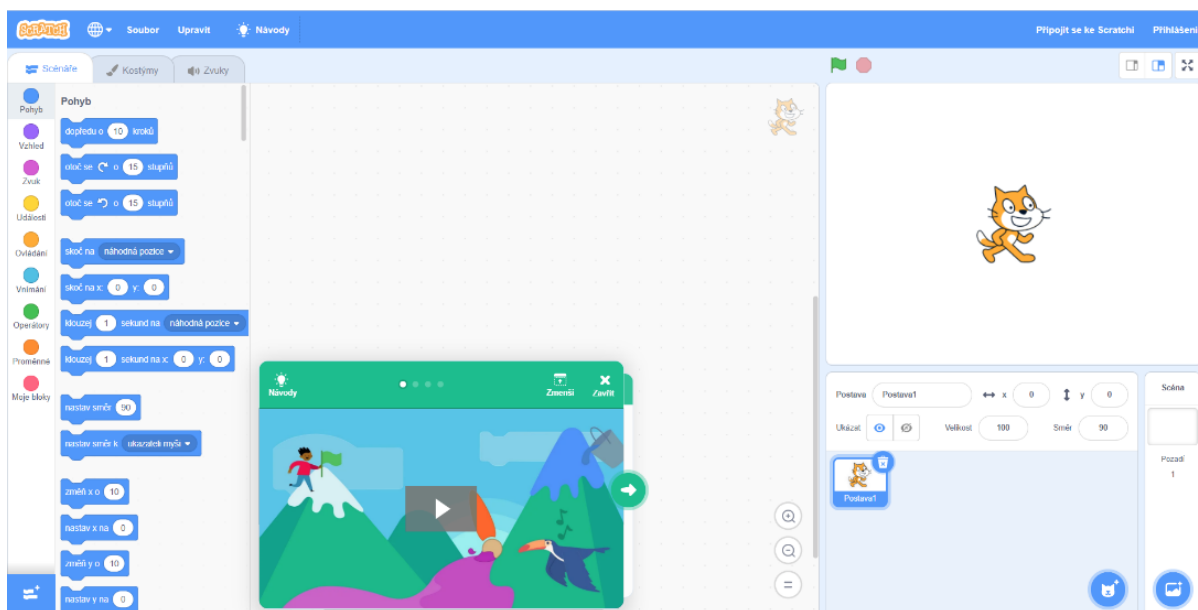 SCRATCH
Soubor
Upravit
Návody
Připojit se ke Scratchi
Přihlášení
Scénáře
Kostýmy
Zvuky
Pohyb
Vzhled
Zvuk
Události
Ovládání
Vnímání
Operátory
Proměnné
Moje bloky
Pohyb
dopředu o 10 kroků
otoč se o 15 stupňů
otoč se o 15 stupňů
skoč na náhodná pozice
skoč na x: 0 y: 0
klouzej 1 sekund na náhodná pozice
klouzej 1 sekund na x: 0 y: 0
nastav směr 90
nastav směr k ukazateli myši
změň x o 10
nastav x na 0
změň y o 10
nastav y na 0
Návody
Zmenši
Zavřít
Postava Postava1 x 0 y 0
Ukázat Velikost 100 Směr 90
Postava1
Scéna
Pozadí
1